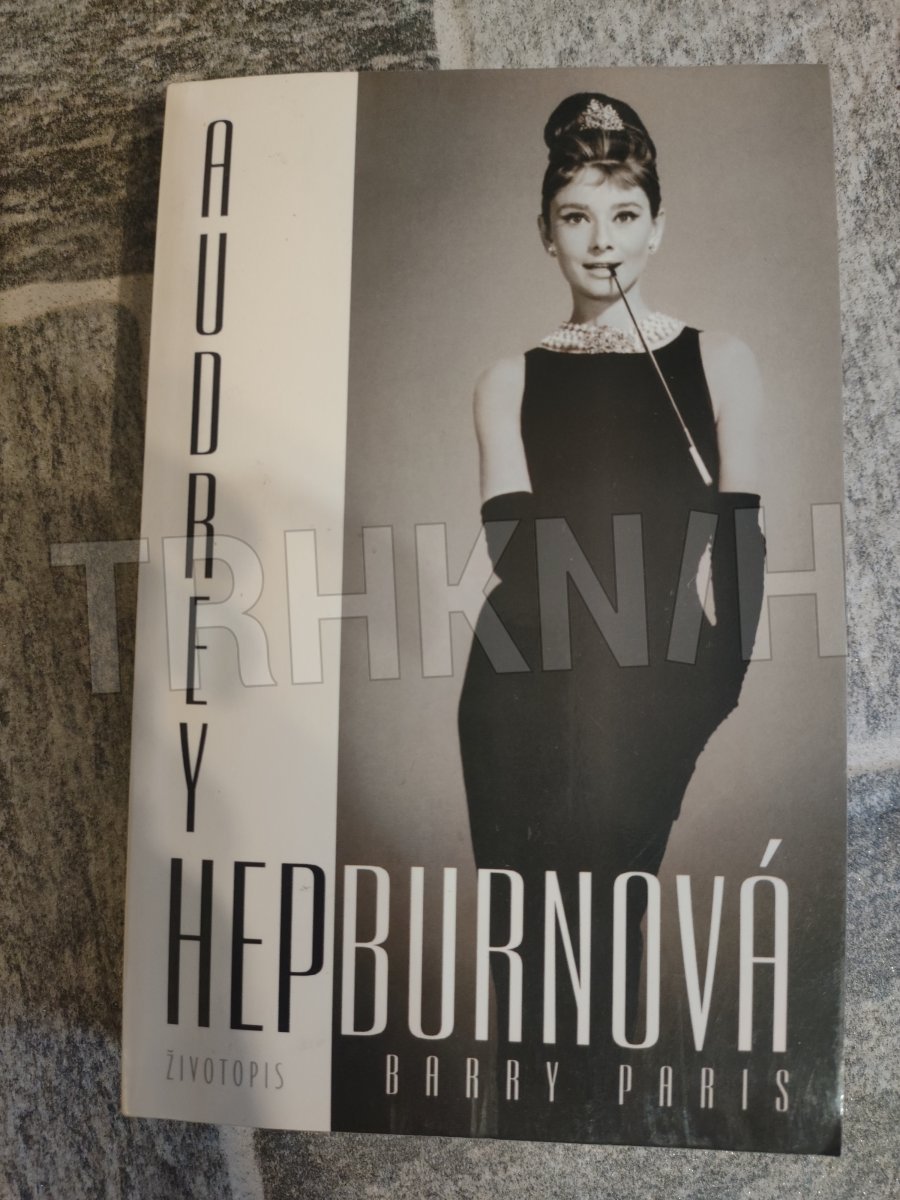 AUDREY
HEPBURNOVÁ
ŽIVOTOPIS
BARRY PARIS
TRHKNIH